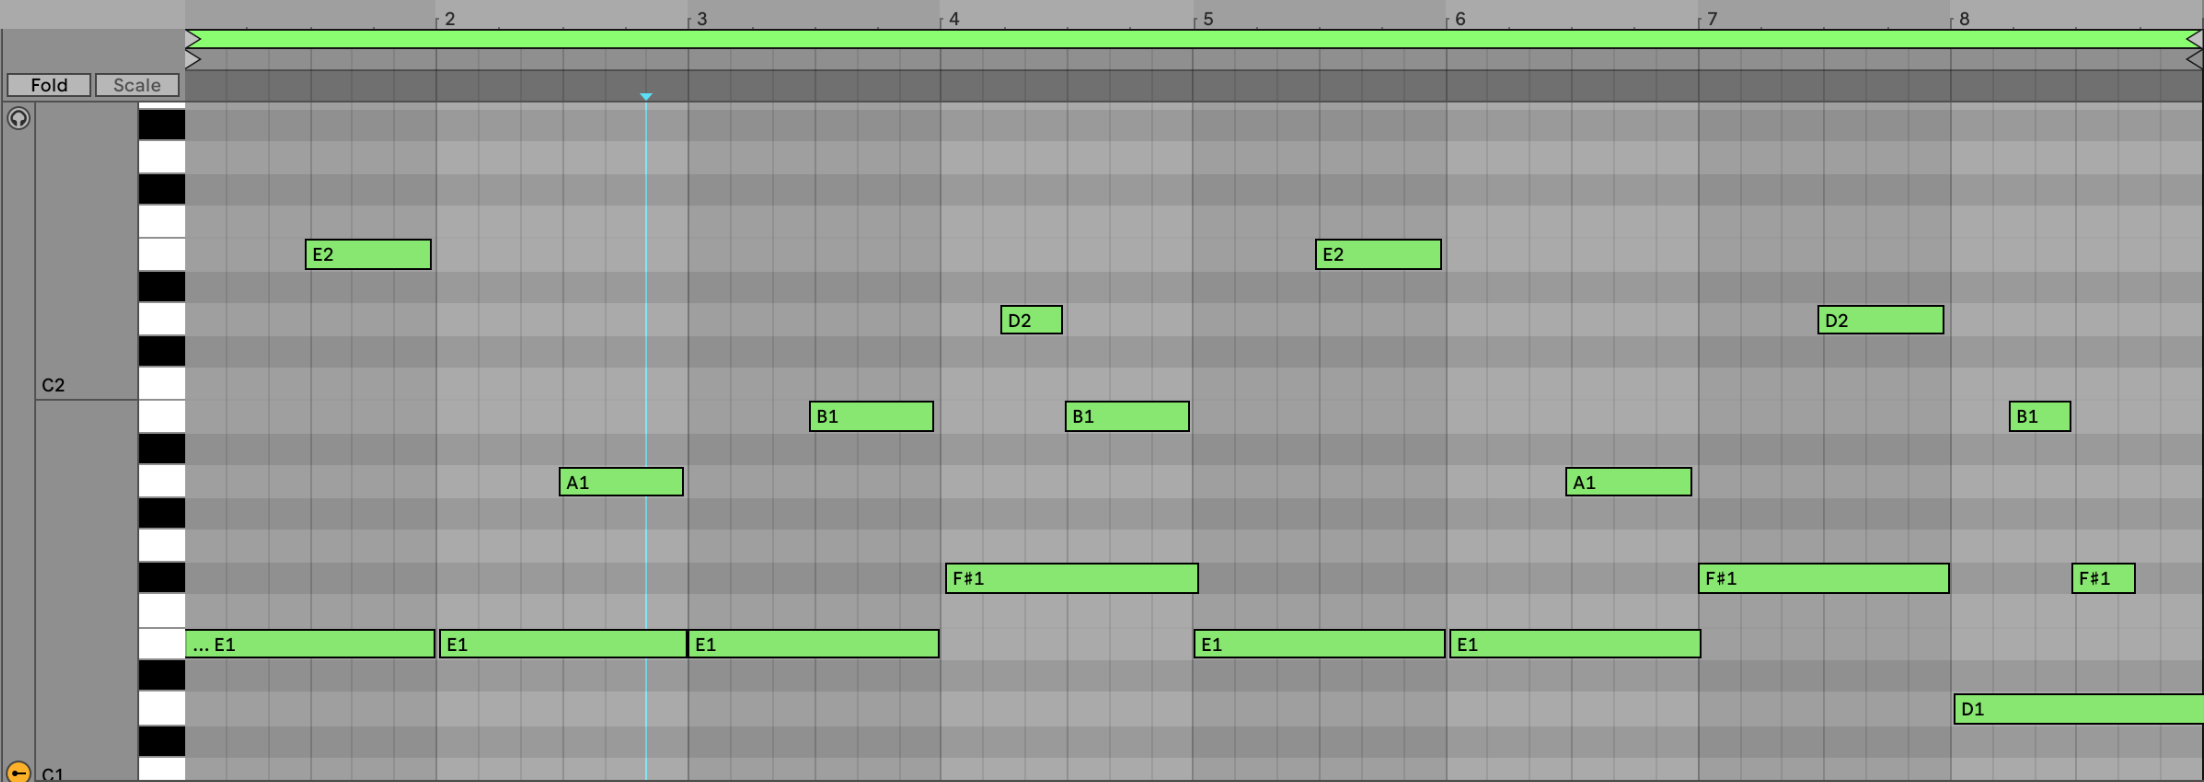 2 3 4 5 6 7 8
Fold Scale
E2 E2
D2 D2
C2
B1 B1 B1
A1 A1
F#1 F#1 F#1
... E1 E1 E1 E1 E1
D1
C1